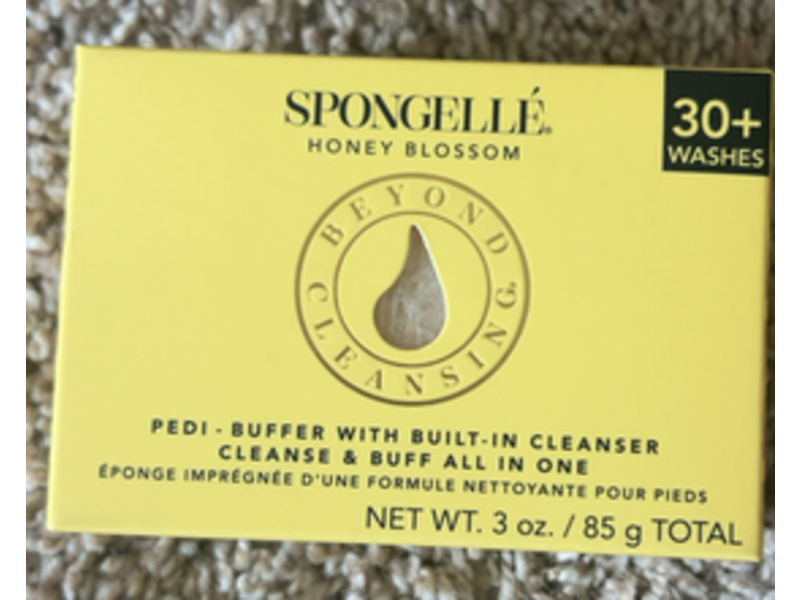 SPONGELLÉ®
HONEY BLOSSOM
30+
WASHES
BEYOND
CLEANSING®
PEDI - BUFFER WITH BUILT-IN CLEANSER
CLEANSE & BUFF ALL IN ONE
ÉPONGE IMPRÉGNÉE D'UNE FORMULE NETTOYANTE POUR PIEDS
NET WT. 3 oz. / 85 g TOTAL